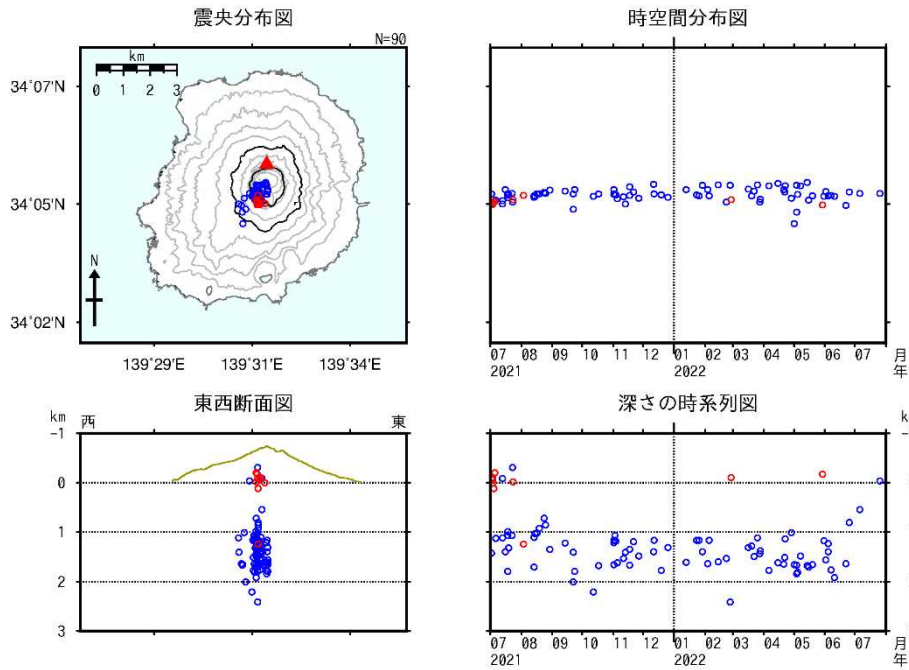 震央分布図
N=90
km
0 1 2 3
34°07'N
34°05'N
34°02'N
N
139°29'E 139°31'E 139°34'E
時空間分布図
07 08 09 10 11 12 01 02 03 04 05 06 07 月
2021 2022 年
東西断面図
km 西 東
-1
0
1
2
3
深さの時系列図
k
-1
07 08 09 10 11 12 01 02 03 04 05 06 07 月
2021 2022 年